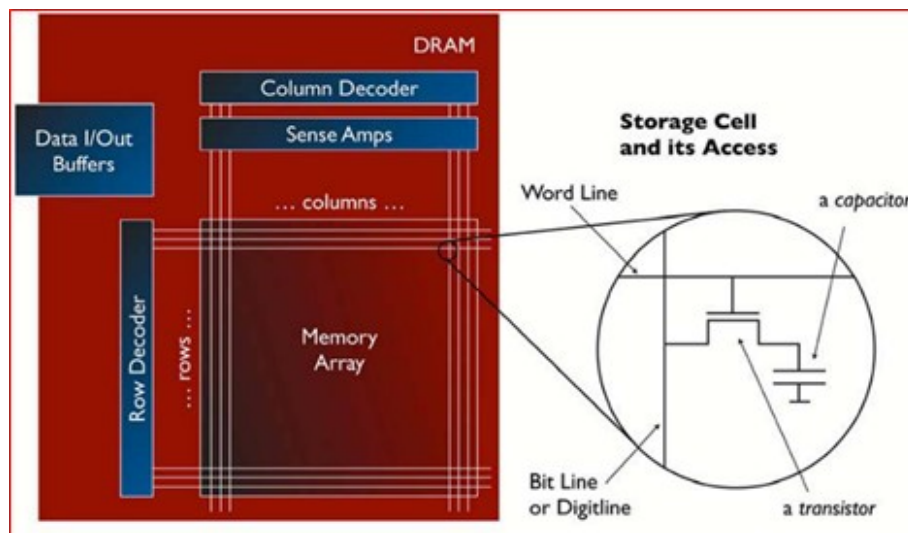 DRAM
Column Decoder
Data I/Out
Buffers
Sense Amps
Storage Cell
and its Access
... columns ...
Word Line
a capacitor
Row Decoder
... rows ...
Memory
Array
Bit Line
or Digitline
a transistor